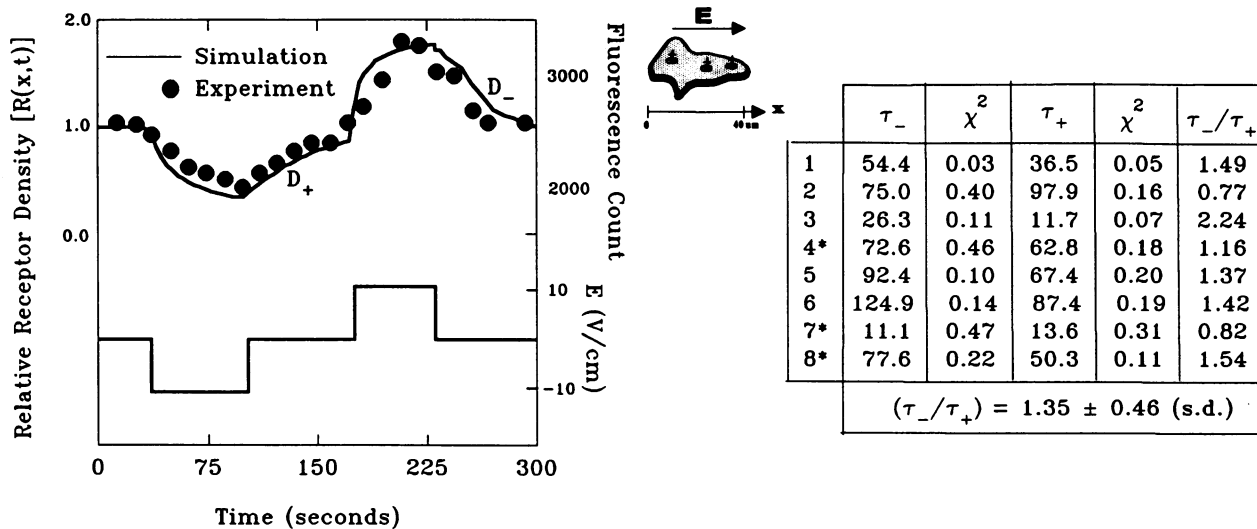 2.0
1.0
0.0
Relative Receptor Density [R(x,t)]
Simulation
Experiment
D_+
D_-
3000
2000
Fluorescence Count
10
-10
E (V/cm)
0 75 150 225 300
Time (seconds)
E
x
0 40um
τ_- χ² τ_+ χ² τ_-/τ_+
1 54.4 0.03 36.5 0.05 1.49
2 75.0 0.40 97.9 0.16 0.77
3 26.3 0.11 11.7 0.07 2.24
4* 72.6 0.46 62.8 0.18 1.16
5 92.4 0.10 67.4 0.20 1.37
6 124.9 0.14 87.4 0.19 1.42
7* 11.1 0.47 13.6 0.31 0.82
8* 77.6 0.22 50.3 0.11 1.54
(τ_-/τ_+) = 1.35 ± 0.46 (s.d.)